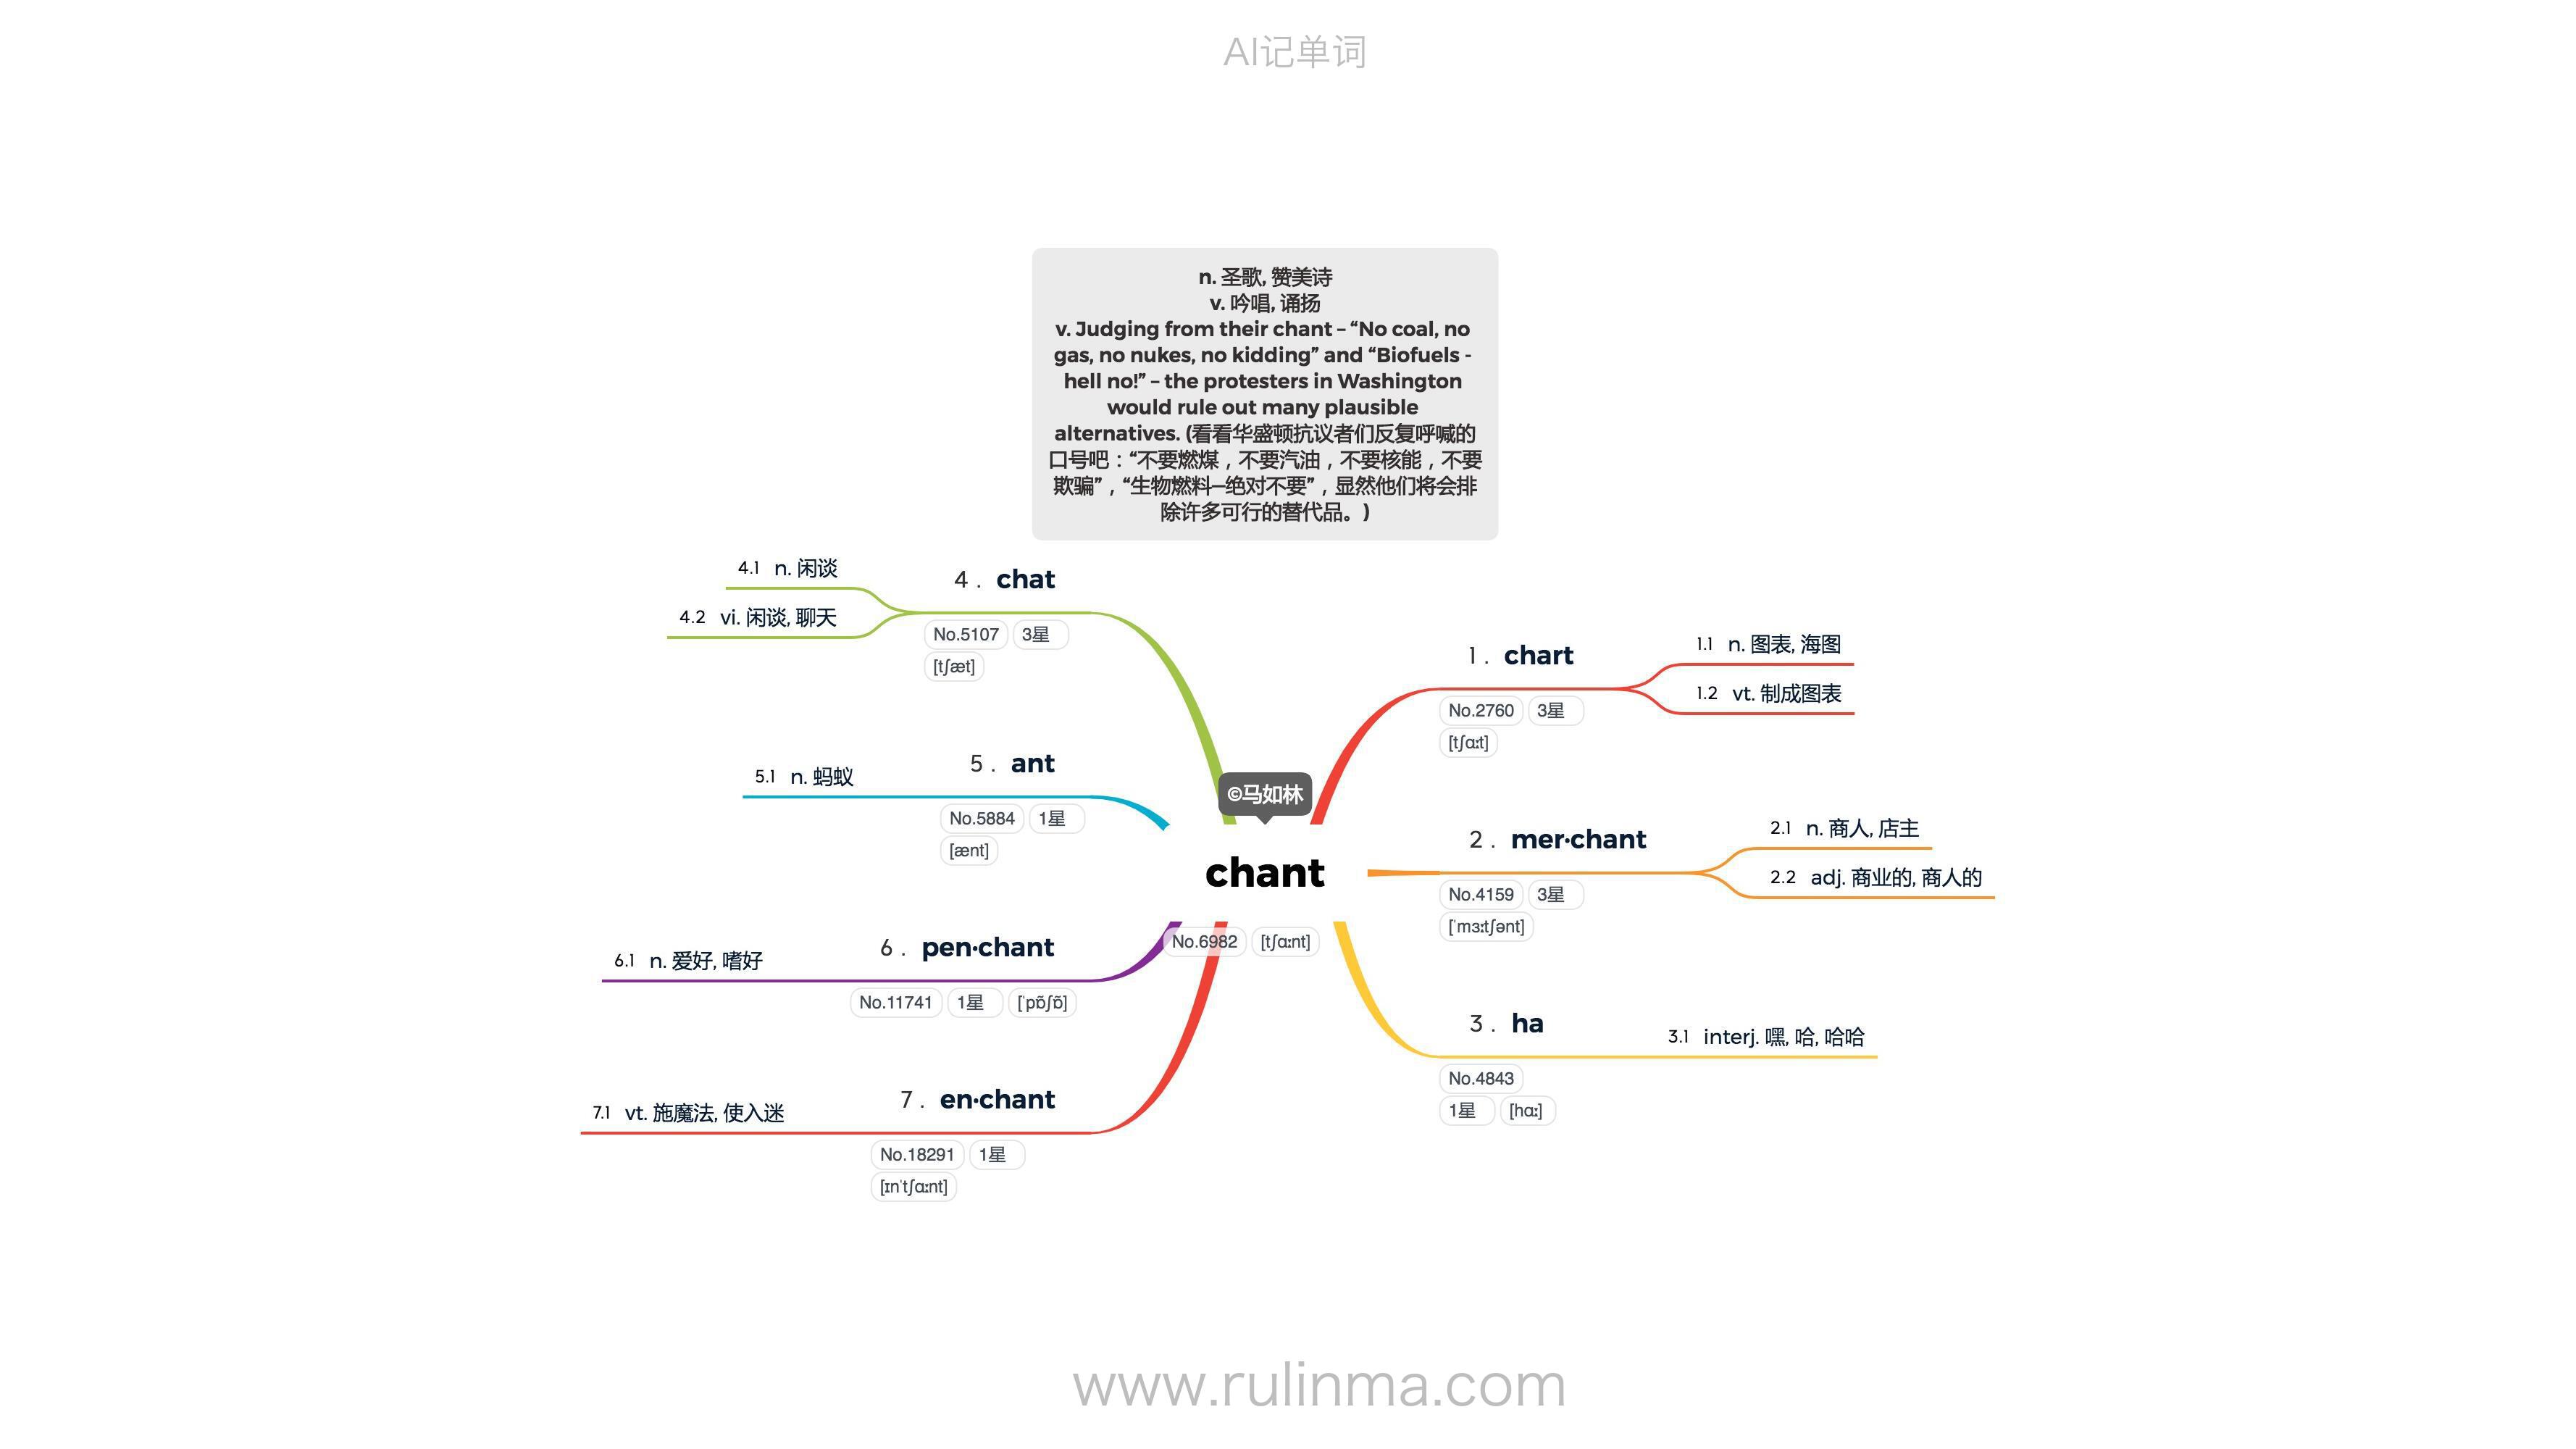 AI记单词
n. 圣歌, 赞美诗
v. 吟唱, 诵扬
v. Judging from their chant – “No coal, no
gas, no nukes, no kidding” and “Biofuels -
hell no!” – the protesters in Washington
would rule out many plausible
alternatives. (看看华盛顿抗议者们反复呼喊的
口号吧：“不要燃煤，不要汽油，不要核能，不要
欺骗”，“生物燃料—绝对不要”，显然他们将会排
除许多可行的替代品。)
©马如林
chant
No.6982 [tʃɑːnt]
1. chart
No.2760 3星
[tʃɑːt]
1.1 n. 图表, 海图
1.2 vt. 制成图表
2. mer·chant
No.4159 3星
[ˈmɜːtʃənt]
2.1 n. 商人, 店主
2.2 adj. 商业的, 商人的
3. ha
No.4843
1星 [hɑː]
3.1 interj. 嘿, 哈, 哈哈
4. chat
No.5107 3星
[tʃæt]
4.1 n. 闲谈
4.2 vi. 闲谈, 聊天
5. ant
No.5884 1星
[ænt]
5.1 n. 蚂蚁
6. pen·chant
No.11741 1星 [ˈpɒ̃ʃɒ̃]
6.1 n. 爱好, 嗜好
7. en·chant
No.18291 1星
[ɪnˈtʃɑːnt]
7.1 vt. 施魔法, 使入迷
www.rulinma.com